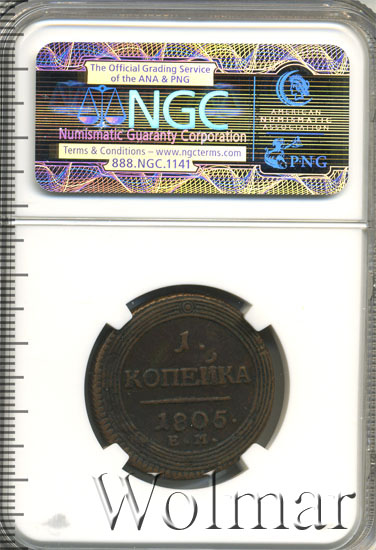 The Official Grading Service
of the ANA & PNG
NGC
Numismatic Guaranty Corporation
Terms & Conditions – www.ngcterms.com
888.NGC.1141
AMERICAN
NUMISMATIC
ASSOCIATION
PNG
1.
КОПЕЙКА
1805.
Е.М.
Wolmar